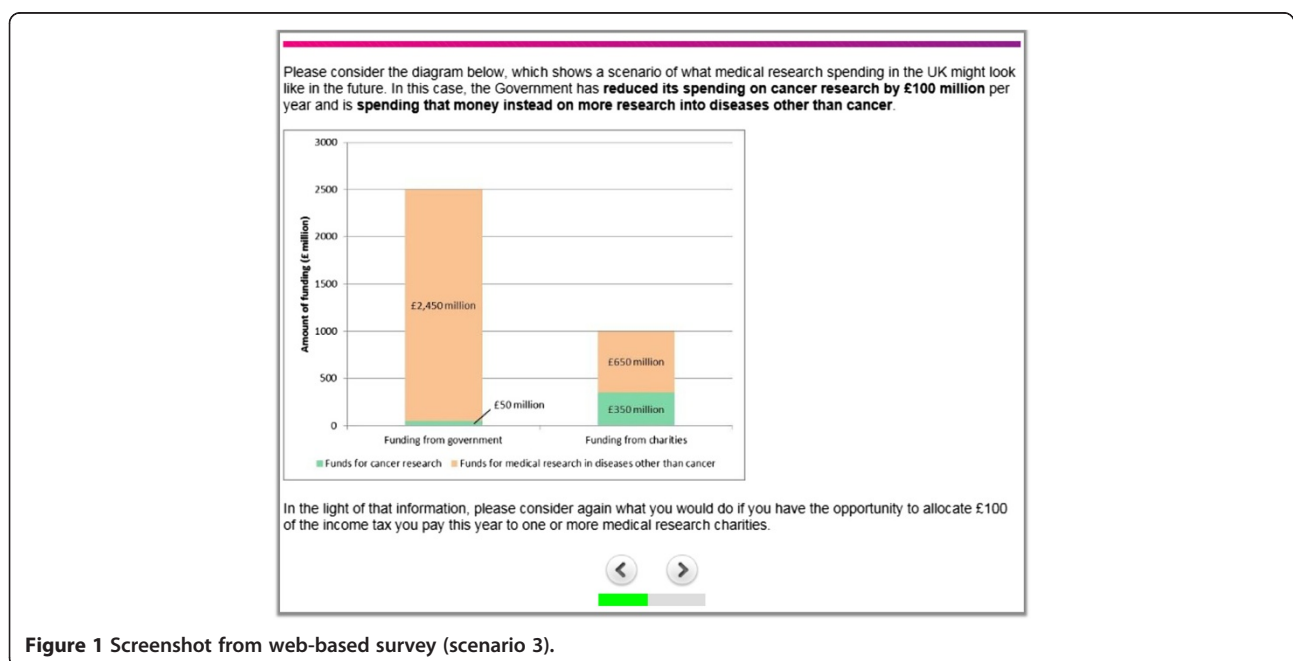 Please consider the diagram below, which shows a scenario of what medical research spending in the UK might look
like in the future. In this case, the Government has reduced its spending on cancer research by £100 million per
year and is spending that money instead on more research into diseases other than cancer.
3000
2500
2000
1500
1000
500
0
Amount of funding (£ million)
£2,450 million
£50 million
£650 million
£350 million
Funding from government
Funding from charities
Funds for cancer research
Funds for medical research in diseases other than cancer
In the light of that information, please consider again what you would do if you have the opportunity to allocate £100
of the income tax you pay this year to one or more medical research charities.
Figure 1 Screenshot from web-based survey (scenario 3).